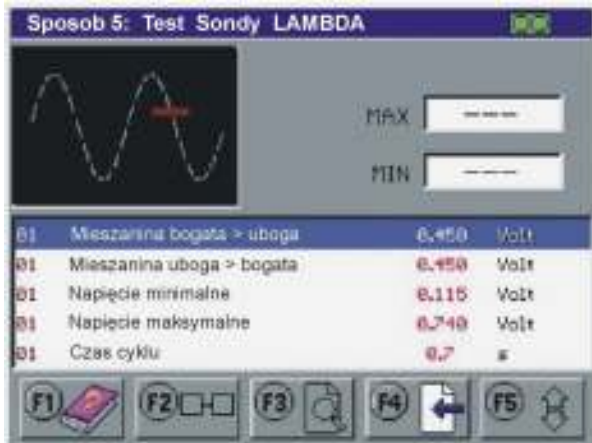 Sposob 5: Test Sondy LAMBDA
MAX ---
MIN ---
01 Mieszanina bogata > uboga 0.450 Volt
01 Mieszanina uboga > bogata 0.450 Volt
01 Napięcie minimalne 0.115 Volt
01 Napięcie maksymalne 0.740 Volt
01 Czas cyklu 0.7 s
F1 ? F2 F3 F4 F5